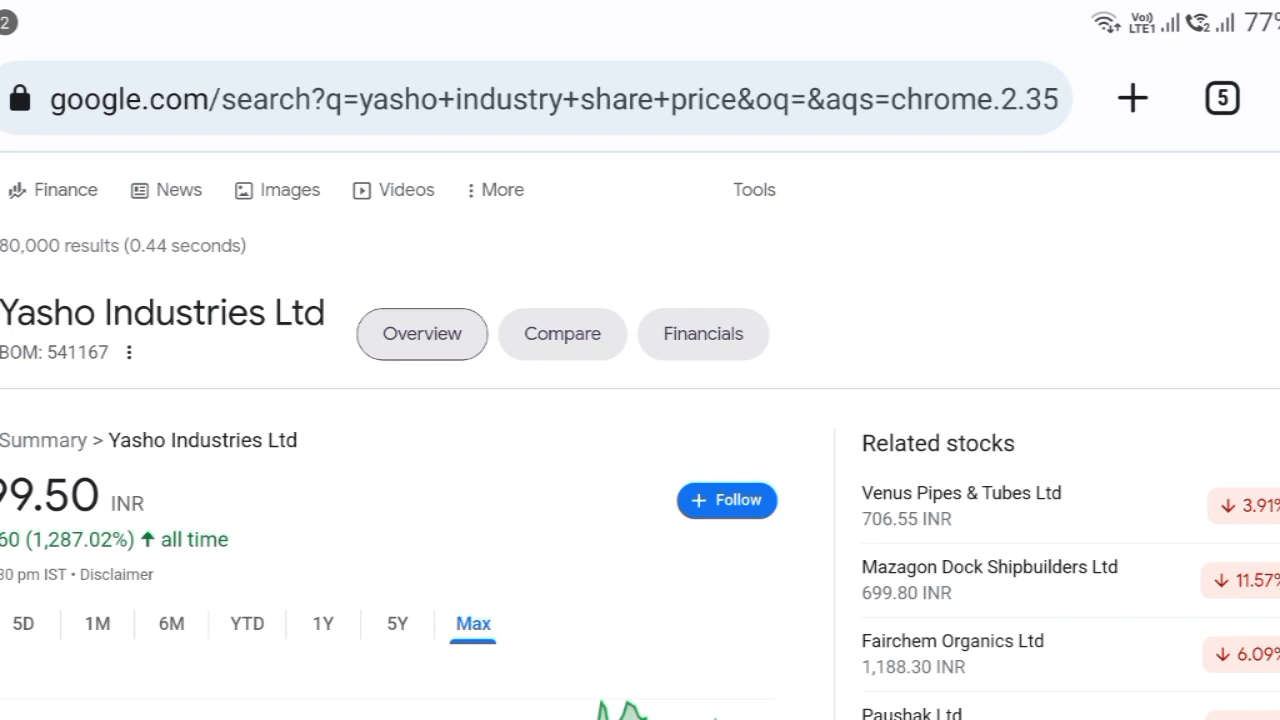 2 Vo)) LTE1 2 77%
google.com/search?q=yasho+industry+share+price&oq=&aqs=chrome.2.35
5
Finance News Images Videos More Tools
80,000 results (0.44 seconds)
Yasho Industries Ltd
Overview Compare Financials
BOM: 541167
Summary > Yasho Industries Ltd
99.50 INR
+ Follow
60 (1,287.02%) ↑ all time
30 pm IST • Disclaimer
5D 1M 6M YTD 1Y 5Y Max
Related stocks
Venus Pipes & Tubes Ltd
706.55 INR
↓ 3.91%
Mazagon Dock Shipbuilders Ltd
699.80 INR
↓ 11.57%
Fairchem Organics Ltd
1,188.30 INR
↓ 6.09%
Paushak Ltd